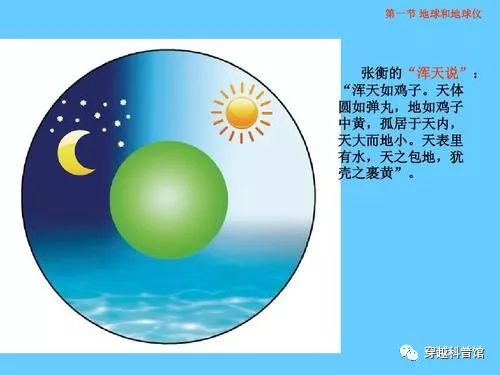 第一节 地球和地球仪
张衡的“浑天说”：
“浑天如鸡子。天体
圆如弹丸，地如鸡子
中黄，孤居于天内，
天大而地小。天表里
有水，天之包地，犹
壳之裹黄”。
穿越科普馆